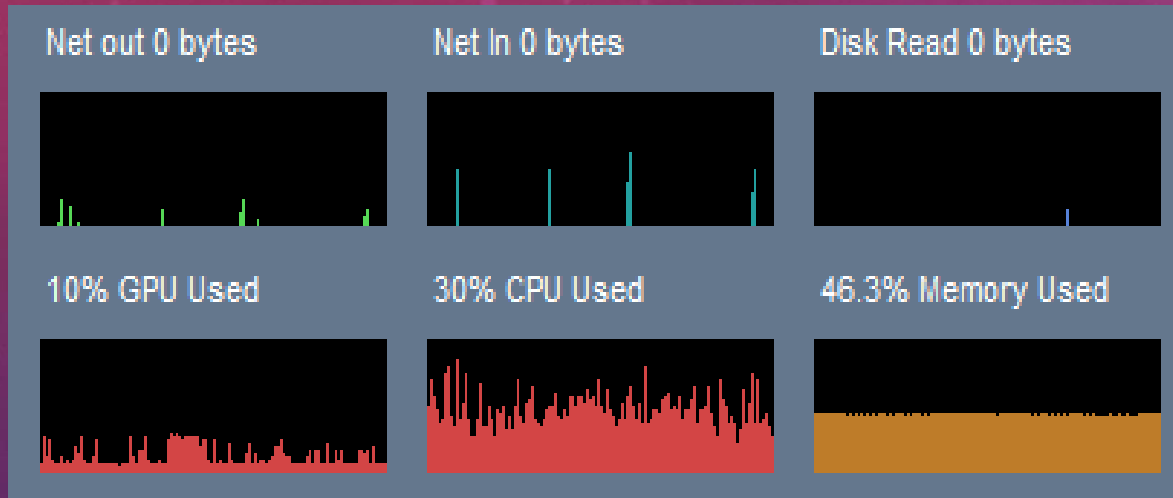 Net out 0 bytes
Net In 0 bytes
Disk Read 0 bytes
10% GPU Used
30% CPU Used
46.3% Memory Used